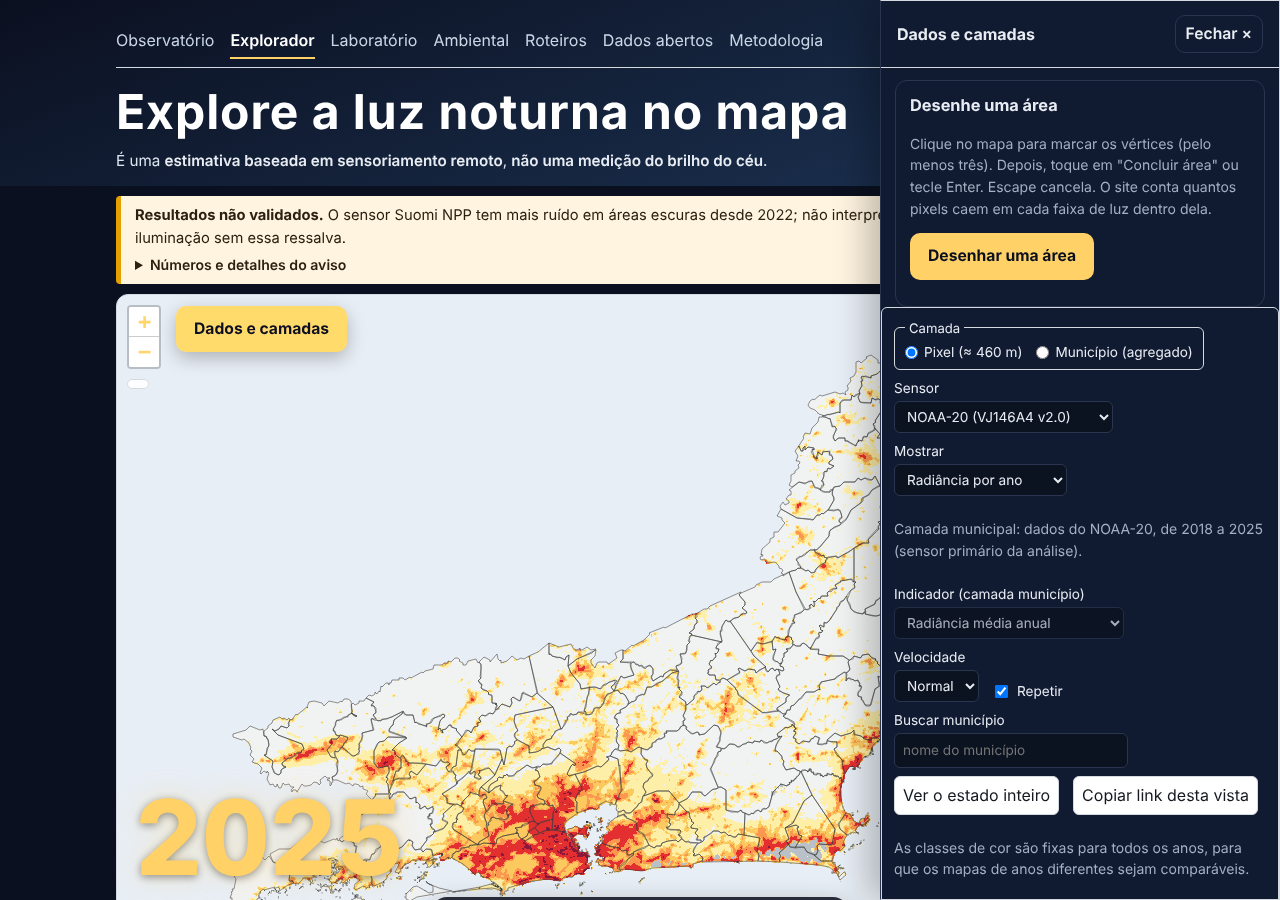 Observatório Explorador Laboratório Ambiental Roteiros Dados abertos Metodologia
Explore a luz noturna no mapa
É uma estimativa baseada em sensoriamento remoto, não uma medição do brilho do céu.
Resultados não validados. O sensor Suomi NPP tem mais ruído em áreas escuras desde 2022; não interpre
iluminação sem essa ressalva.
Números e detalhes do aviso
+
−
Dados e camadas
2025
Dados e camadas
Fechar ×
Desenhe uma área
Clique no mapa para marcar os vértices (pelo
menos três). Depois, toque em "Concluir área" ou
tecle Enter. Escape cancela. O site conta quantos
pixels caem em cada faixa de luz dentro dela.
Desenhar uma área
Camada
Pixel (≈ 460 m) Município (agregado)
Sensor
NOAA-20 (VJ146A4 v2.0)
Mostrar
Radiância por ano
Camada municipal: dados do NOAA-20, de 2018 a 2025
(sensor primário da análise).
Indicador (camada município)
Radiância média anual
Velocidade
Normal Repetir
Buscar município
nome do município
Ver o estado inteiro Copiar link desta vista
As classes de cor são fixas para todos os anos, para
que os mapas de anos diferentes sejam comparáveis.